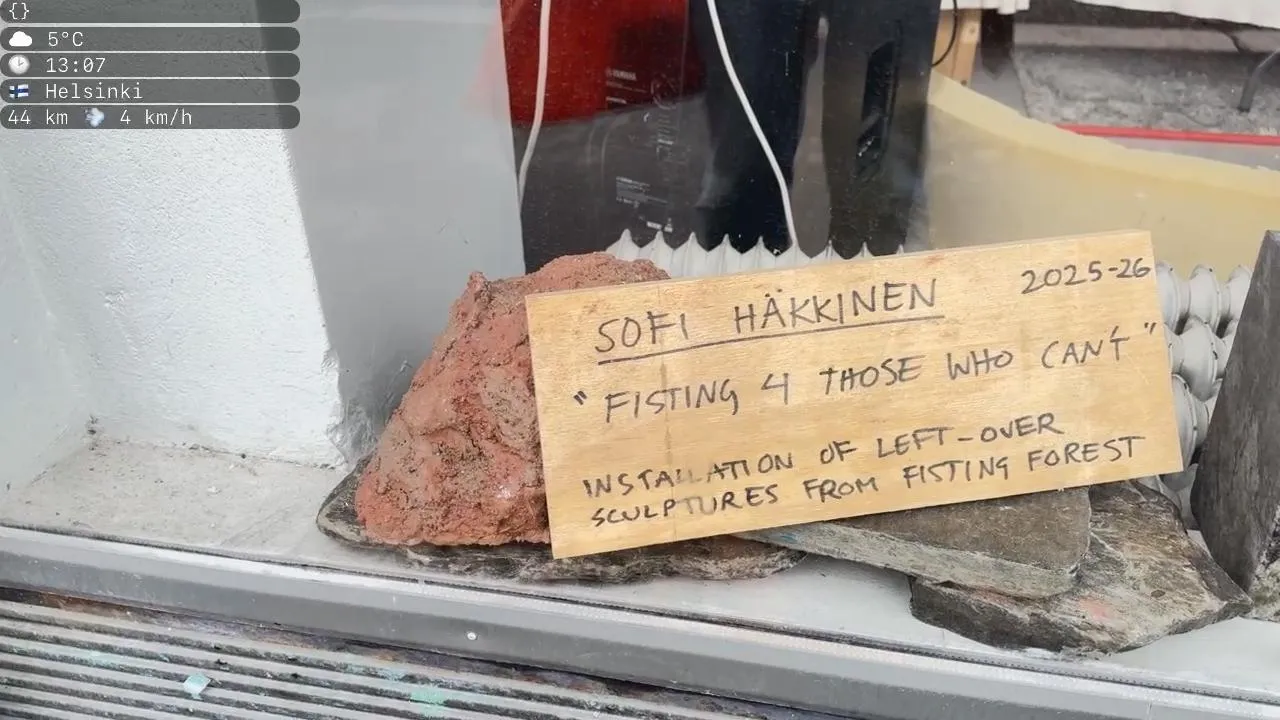 {}
5°C
13:07
Helsinki
44 km 4 km/h
YAMAHA
SOFI HÄKKINEN
2025-26
"FISTING 4 THOSE WHO CAN'T"
INSTALLATION OF LEFT-OVER
SCULPTURES FROM FISTING FOREST